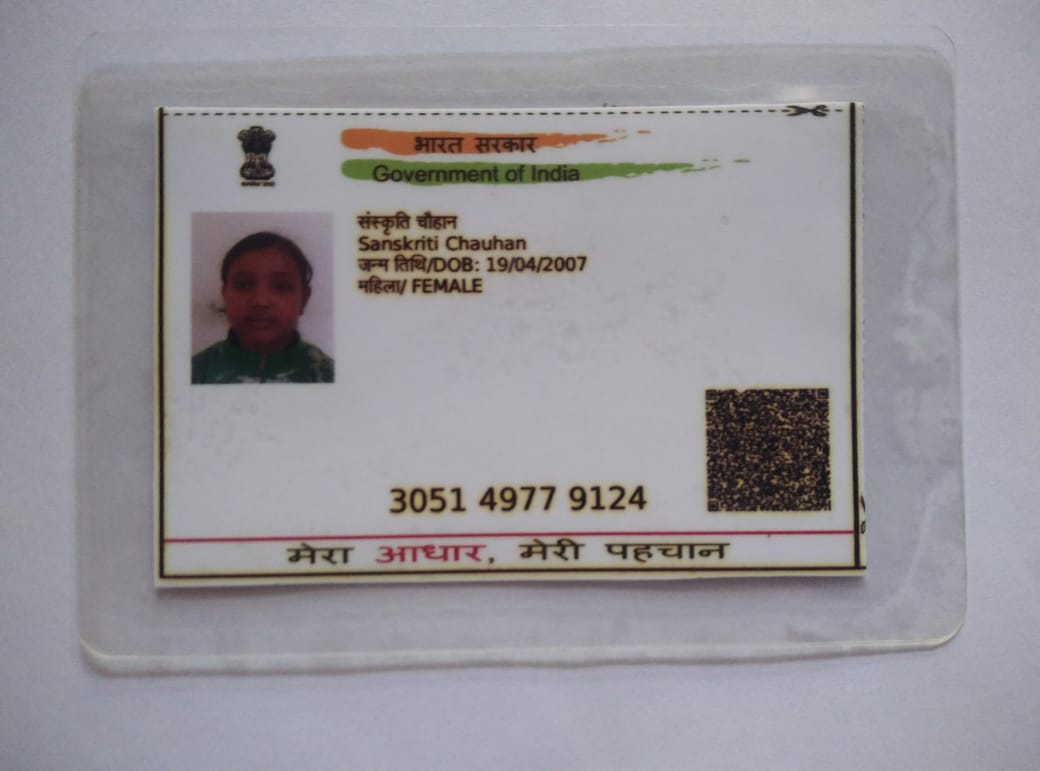 भारत सरकार
Government of India
संस्कृति चौहान
Sanskriti Chauhan
जन्म तिथि/DOB: 19/04/2007
महिला/ FEMALE
3051 4977 9124
मेरा आधार, मेरी पहचान